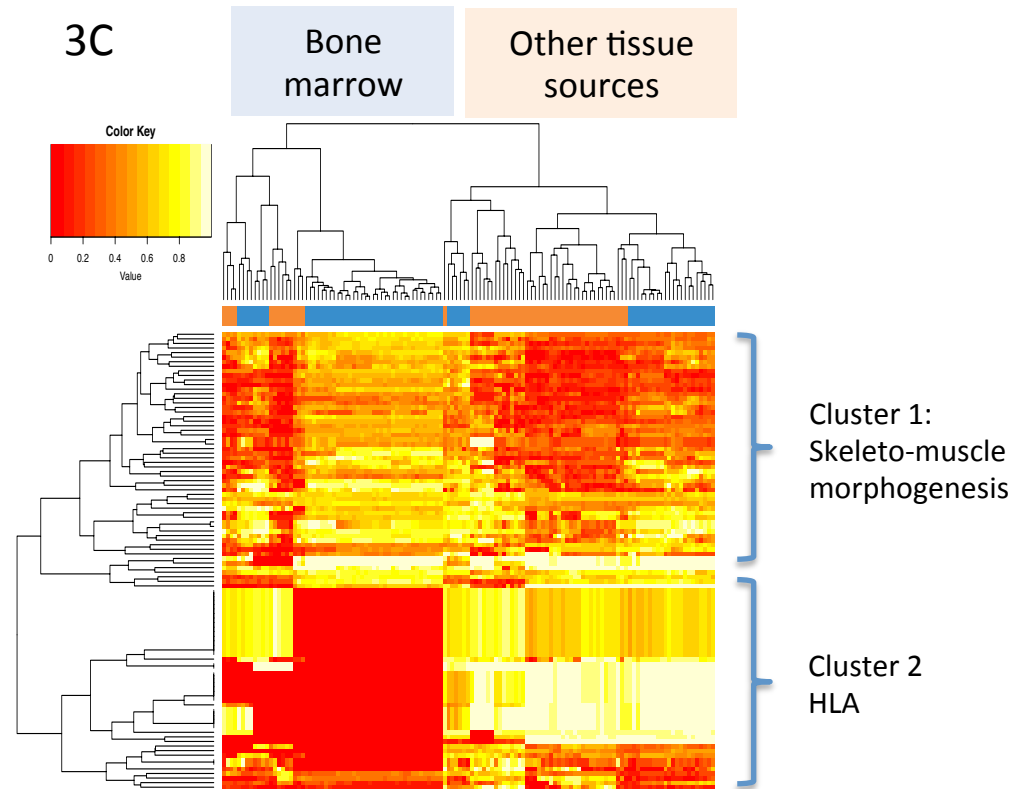 3C
Bone
marrow
Other tissue
sources
Color Key
0 0.2 0.4 0.6 0.8
Value
Cluster 1:
Skeleto-muscle
morphogenesis
Cluster 2
HLA